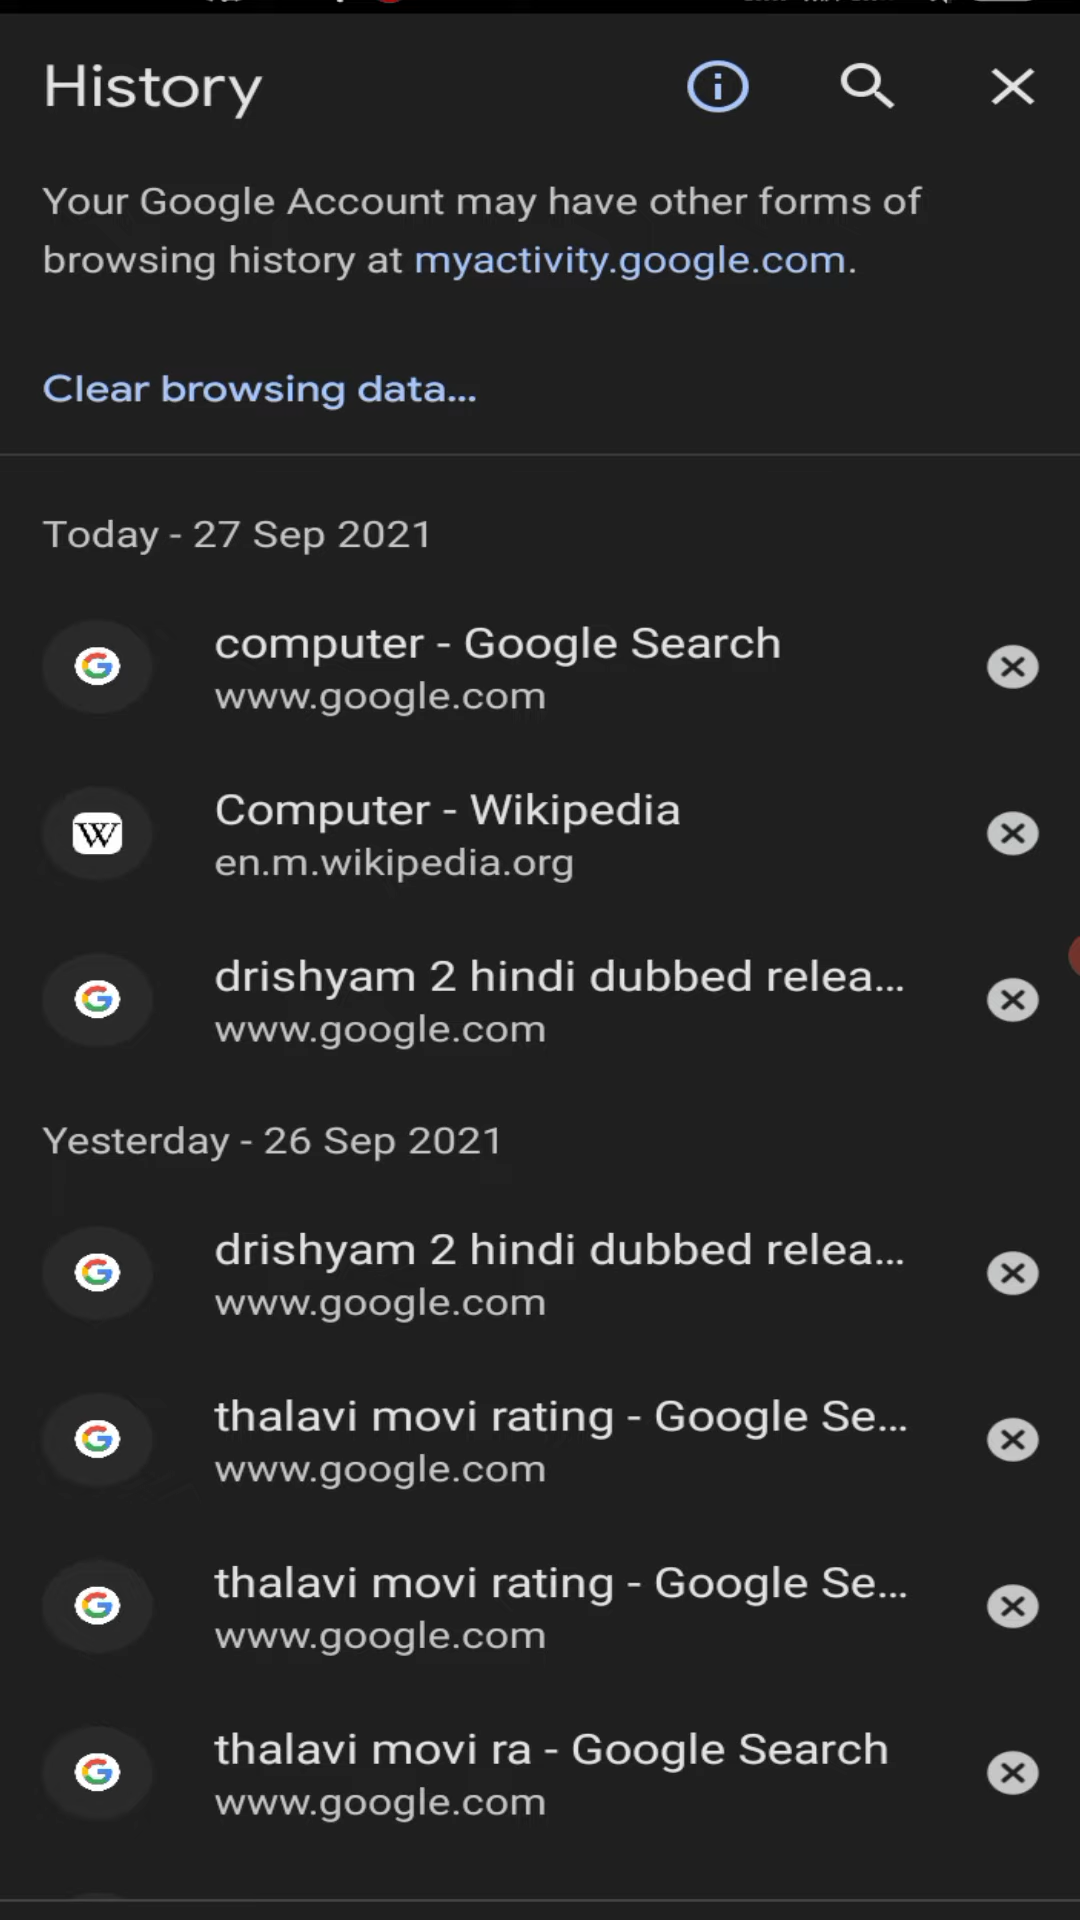 History
Your Google Account may have other forms of
browsing history at myactivity.google.com.
Clear browsing data...
Today - 27 Sep 2021
computer - Google Search
www.google.com
W
Computer - Wikipedia
en.m.wikipedia.org
drishyam 2 hindi dubbed relea...
www.google.com
Yesterday - 26 Sep 2021
drishyam 2 hindi dubbed relea...
www.google.com
thalavi movi rating - Google Se...
www.google.com
thalavi movi rating - Google Se...
www.google.com
thalavi movi ra - Google Search
www.google.com